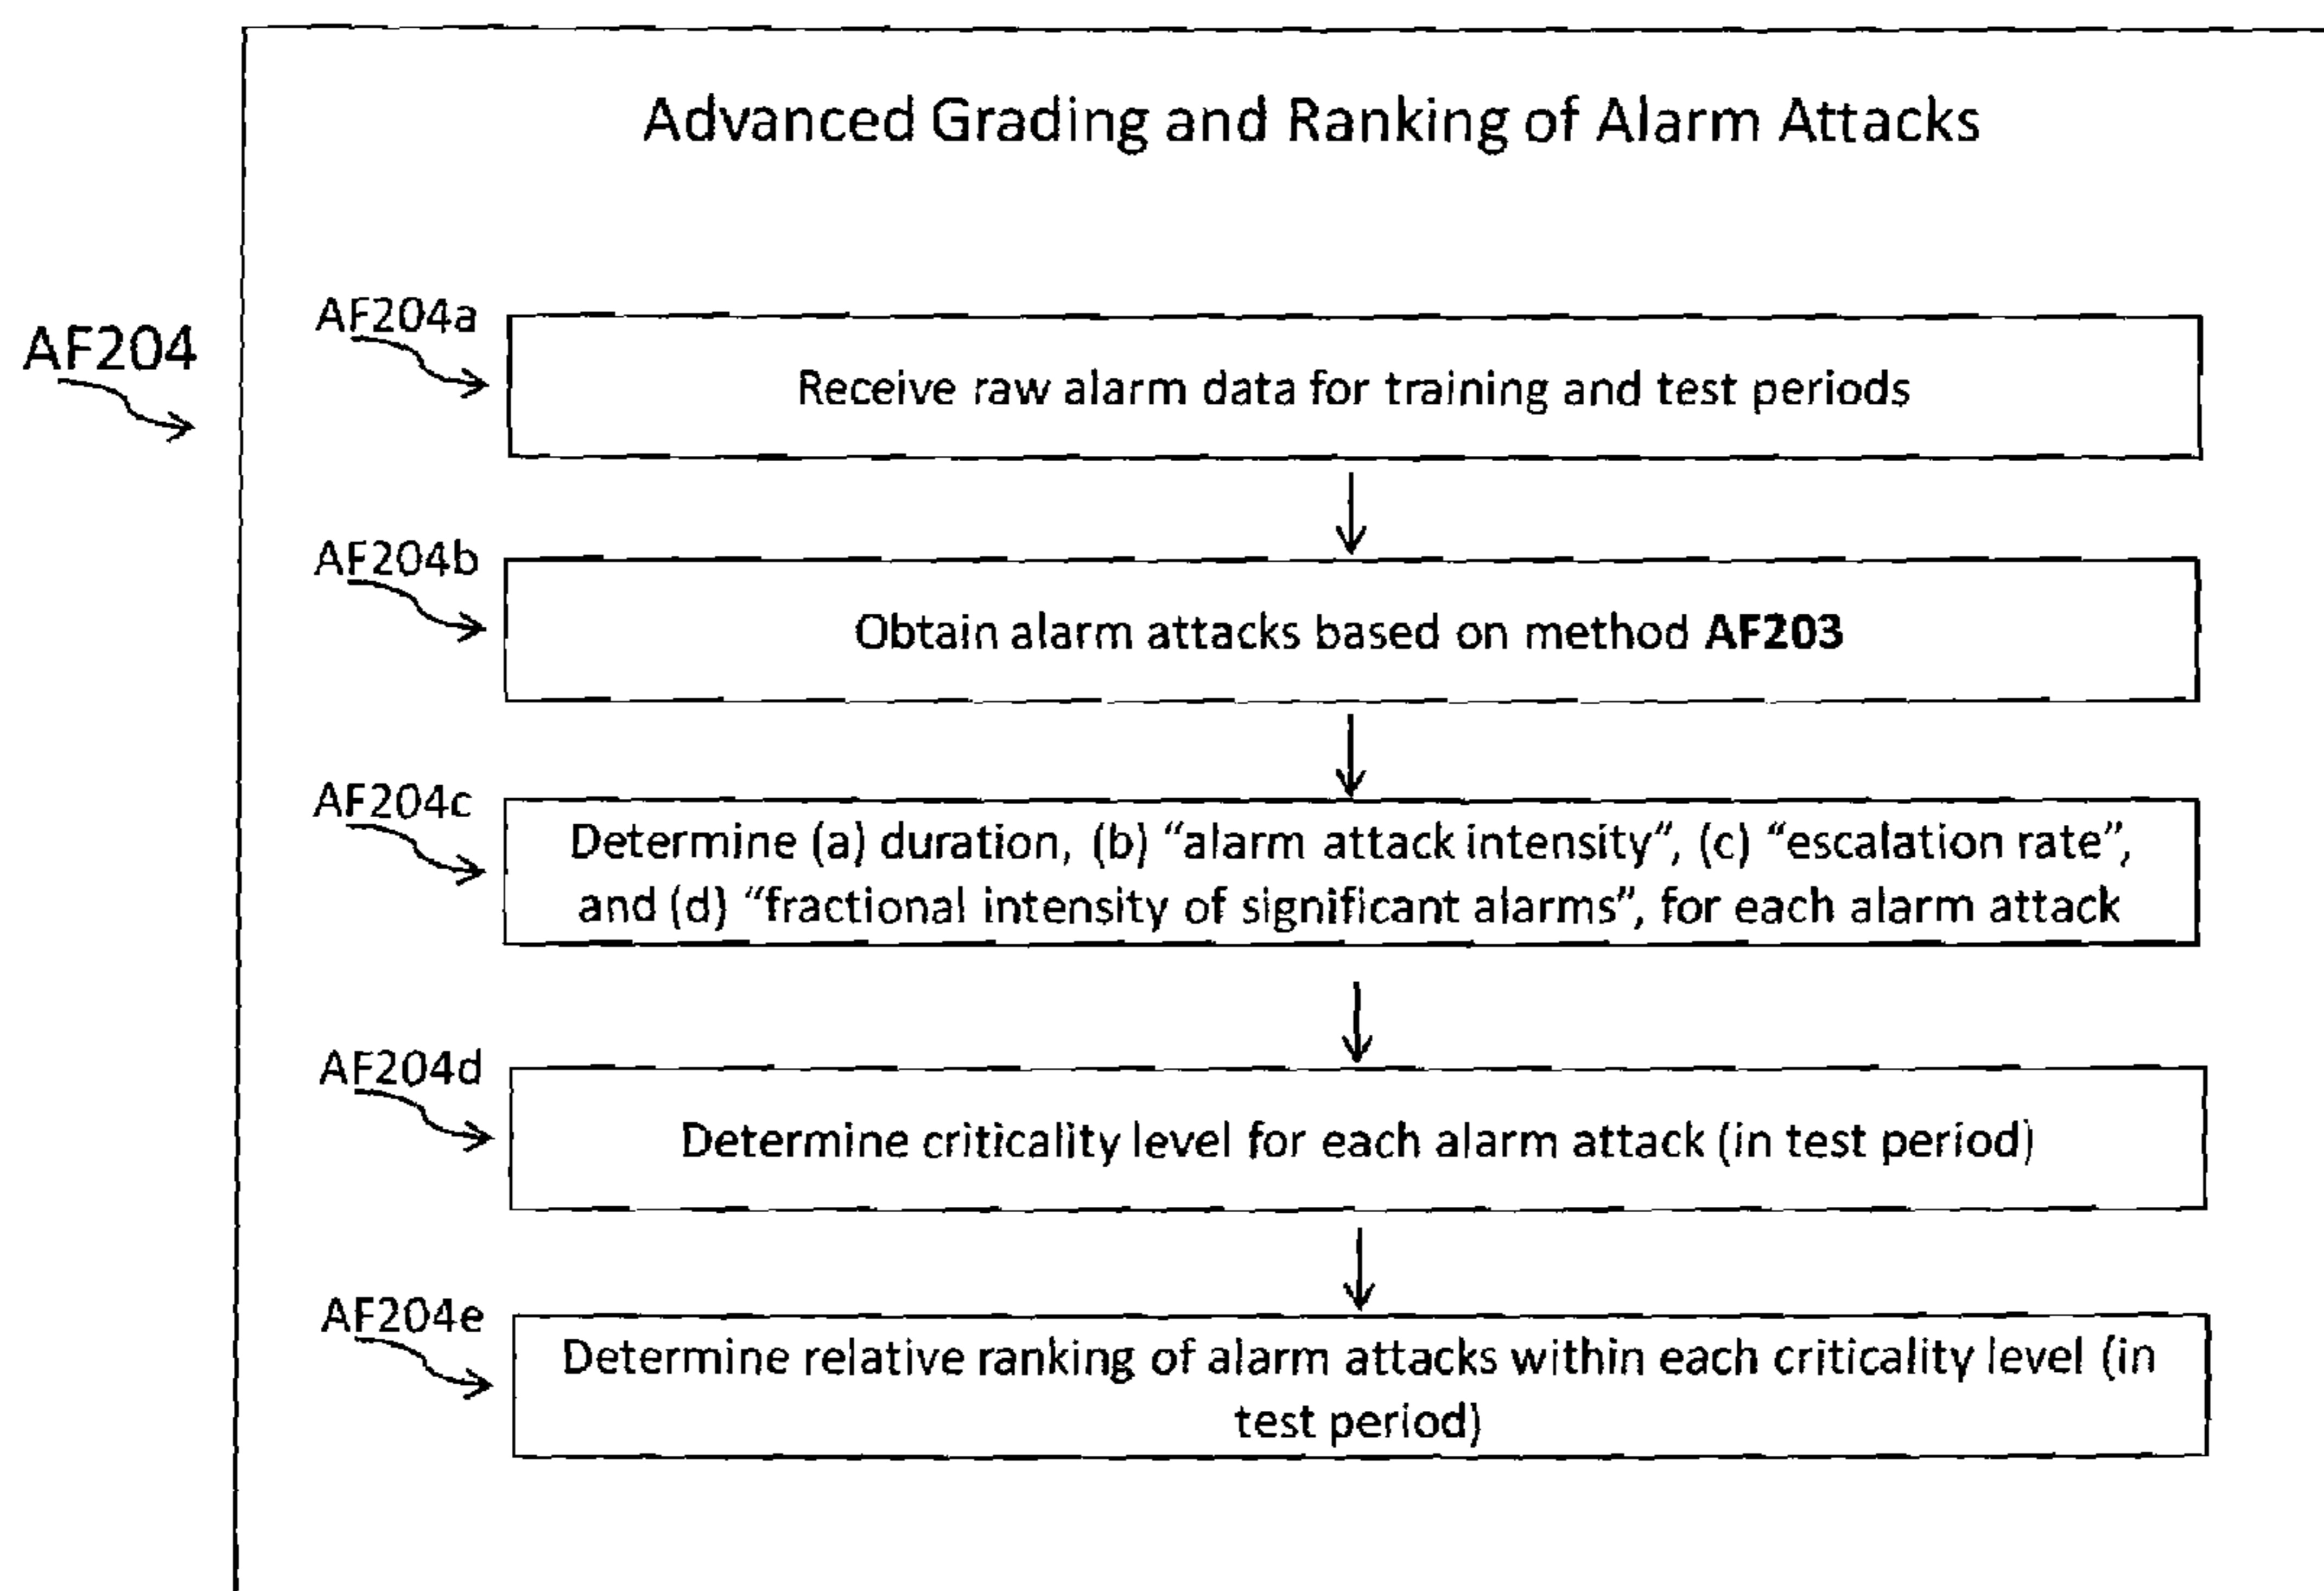 Advanced Grading and Ranking of Alarm Attacks
AF204
AF204a
Receive raw alarm data for training and test periods
AF204b
Obtain alarm attacks based on method AF203
AF204c
Determine (a) duration, (b) “alarm attack intensity”, (c) “escalation rate”,
and (d) “fractional intensity of significant alarms”, for each alarm attack
AF204d
Determine criticality level for each alarm attack (in test period)
AF204e
Determine relative ranking of alarm attacks within each criticality level (in
test period)